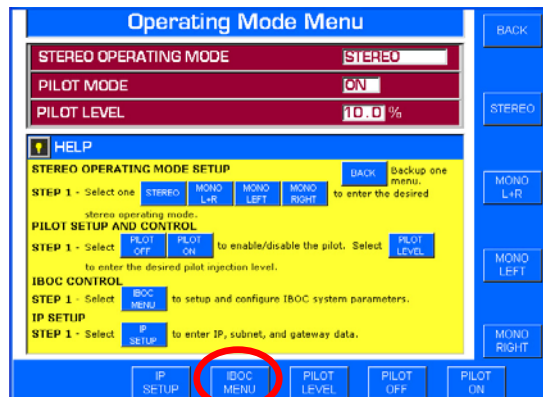 Operating Mode Menu
BACK
STEREO OPERATING MODE STEREO
PILOT MODE ON
PILOT LEVEL 10.0 %
STEREO
HELP
STEREO OPERATING MODE SETUP BACK Backup one menu.
STEP 1 - Select one STEREO MONO L+R MONO LEFT MONO RIGHT to enter the desired
stereo operating mode.
MONO L+R
PILOT SETUP AND CONTROL
STEP 1 - Select PILOT OFF PILOT ON to enable/disable the pilot. Select PILOT LEVEL
to enter the desired pilot injection level.
MONO LEFT
IBOC CONTROL
STEP 1 - Select IBOC MENU to setup and configure IBOC system parameters.
IP SETUP
STEP 1 - Select IP SETUP to enter IP, subnet, and gateway data.
MONO RIGHT
IP SETUP IBOC MENU PILOT LEVEL PILOT OFF PILOT ON